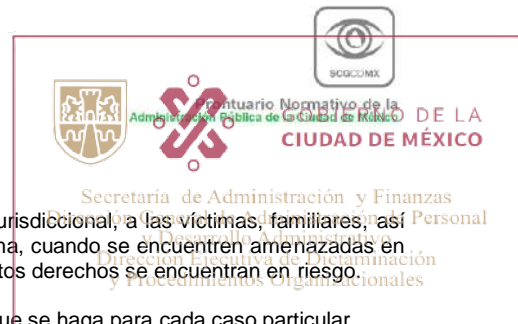 SCGCDMX
Prontuario Normativo de la
Administración Pública de la Ciudad de México
GOBIERNO DE LA
CIUDAD DE MÉXICO
Secretaría de Administración y Finanzas
Dirección General de Administración de Personal
y Desarrollo Administrativo
Dirección Ejecutiva de Dictaminación
y Procedimientos Organizacionales
urisdiccional, a las víctimas, familiares, así
na, cuando se encuentren amenazadas en
tos derechos se encuentran en riesgo.
ue se haga para cada caso particular